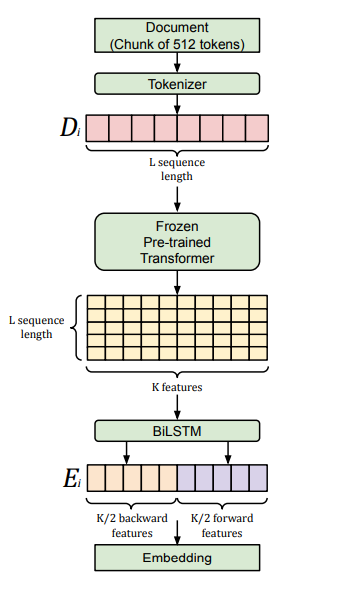 Document
(Chunk of 512 tokens)
Tokenizer
Di
L sequence
length
Frozen
Pre-trained
Transformer
L sequence
length
K features
BiLSTM
Ei
K/2 backward
features
K/2 forward
features
Embedding